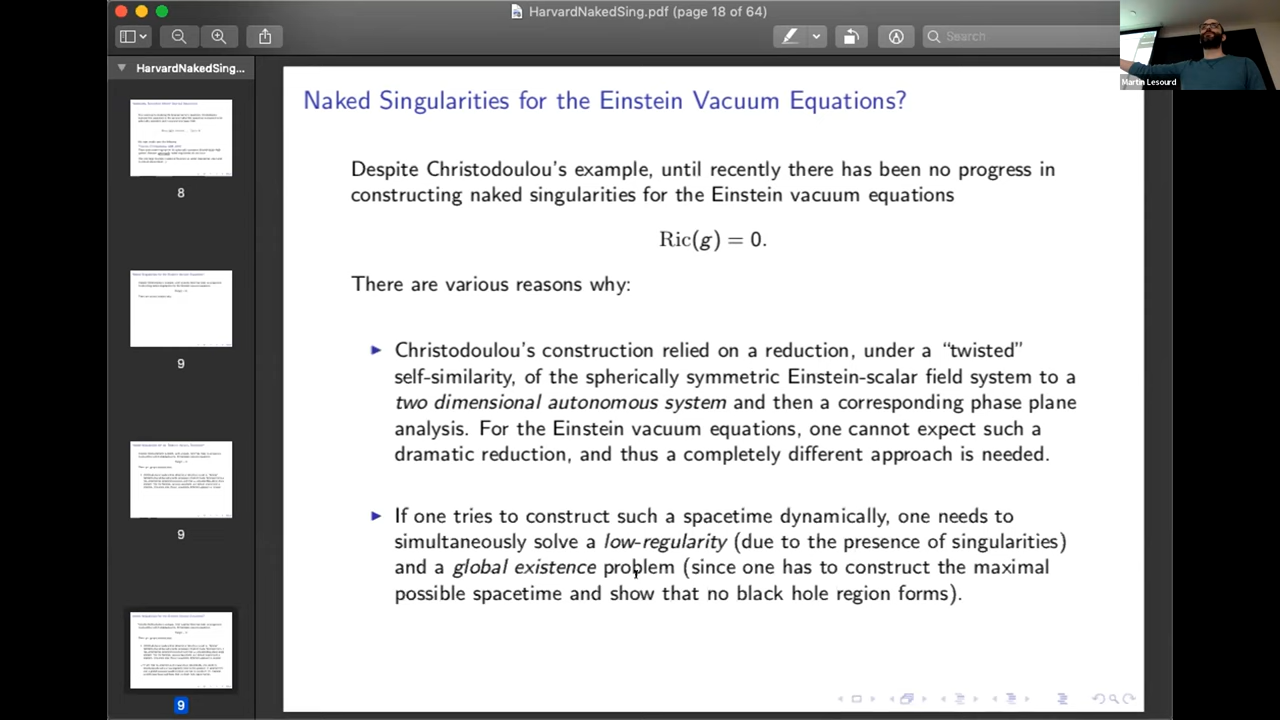 HarvardNakedSing.pdf (page 18 of 64)
Search
Martin Lesourd
HarvardNakedSing...
8
9
9
9
Naked Singularities for the Einstein Vacuum Equations?
Despite Christodoulou's example, until recently there has been no progress in
constructing naked singularities for the Einstein vacuum equations
Ric(g) = 0.
There are various reasons why:
Christodoulou's construction relied on a reduction, under a “twisted”
self-similarity, of the spherically symmetric Einstein-scalar field system to a
two dimensional autonomous system and then a corresponding phase plane
analysis. For the Einstein vacuum equations, one cannot expect such a
dramatic reduction, and thus a completely different approach is needed.
If one tries to construct such a spacetime dynamically, one needs to
simultaneously solve a low-regularity (due to the presence of singularities)
and a global existence problem (since one has to construct the maximal
possible spacetime and show that no black hole region forms).